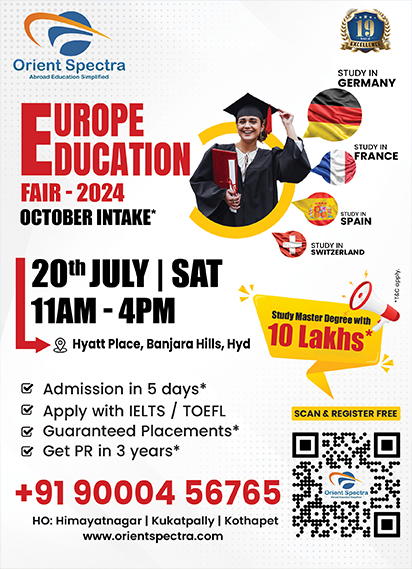 Orient Spectra
Abroad Education Simplified
19
EXCELLENCE
STUDY IN
GERMANY
STUDY IN
FRANCE
STUDY IN
SPAIN
STUDY IN
SWITZERLAND
EUROPE
EDUCATION
FAIR - 2024
OCTOBER INTAKE*
20th JULY | SAT
11AM - 4PM
Hyatt Place, Banjara Hills, Hyd
*T&C apply.
Study Master Degree with
10 Lakhs*
Admission in 5 days*
Apply with IELTS / TOEFL
Guaranteed Placements*
Get PR in 3 years*
SCAN & REGISTER FREE
Orient Spectra
+91 90004 56765
HO: Himayatnagar | Kukatpally | Kothapet
www.orientspectra.com